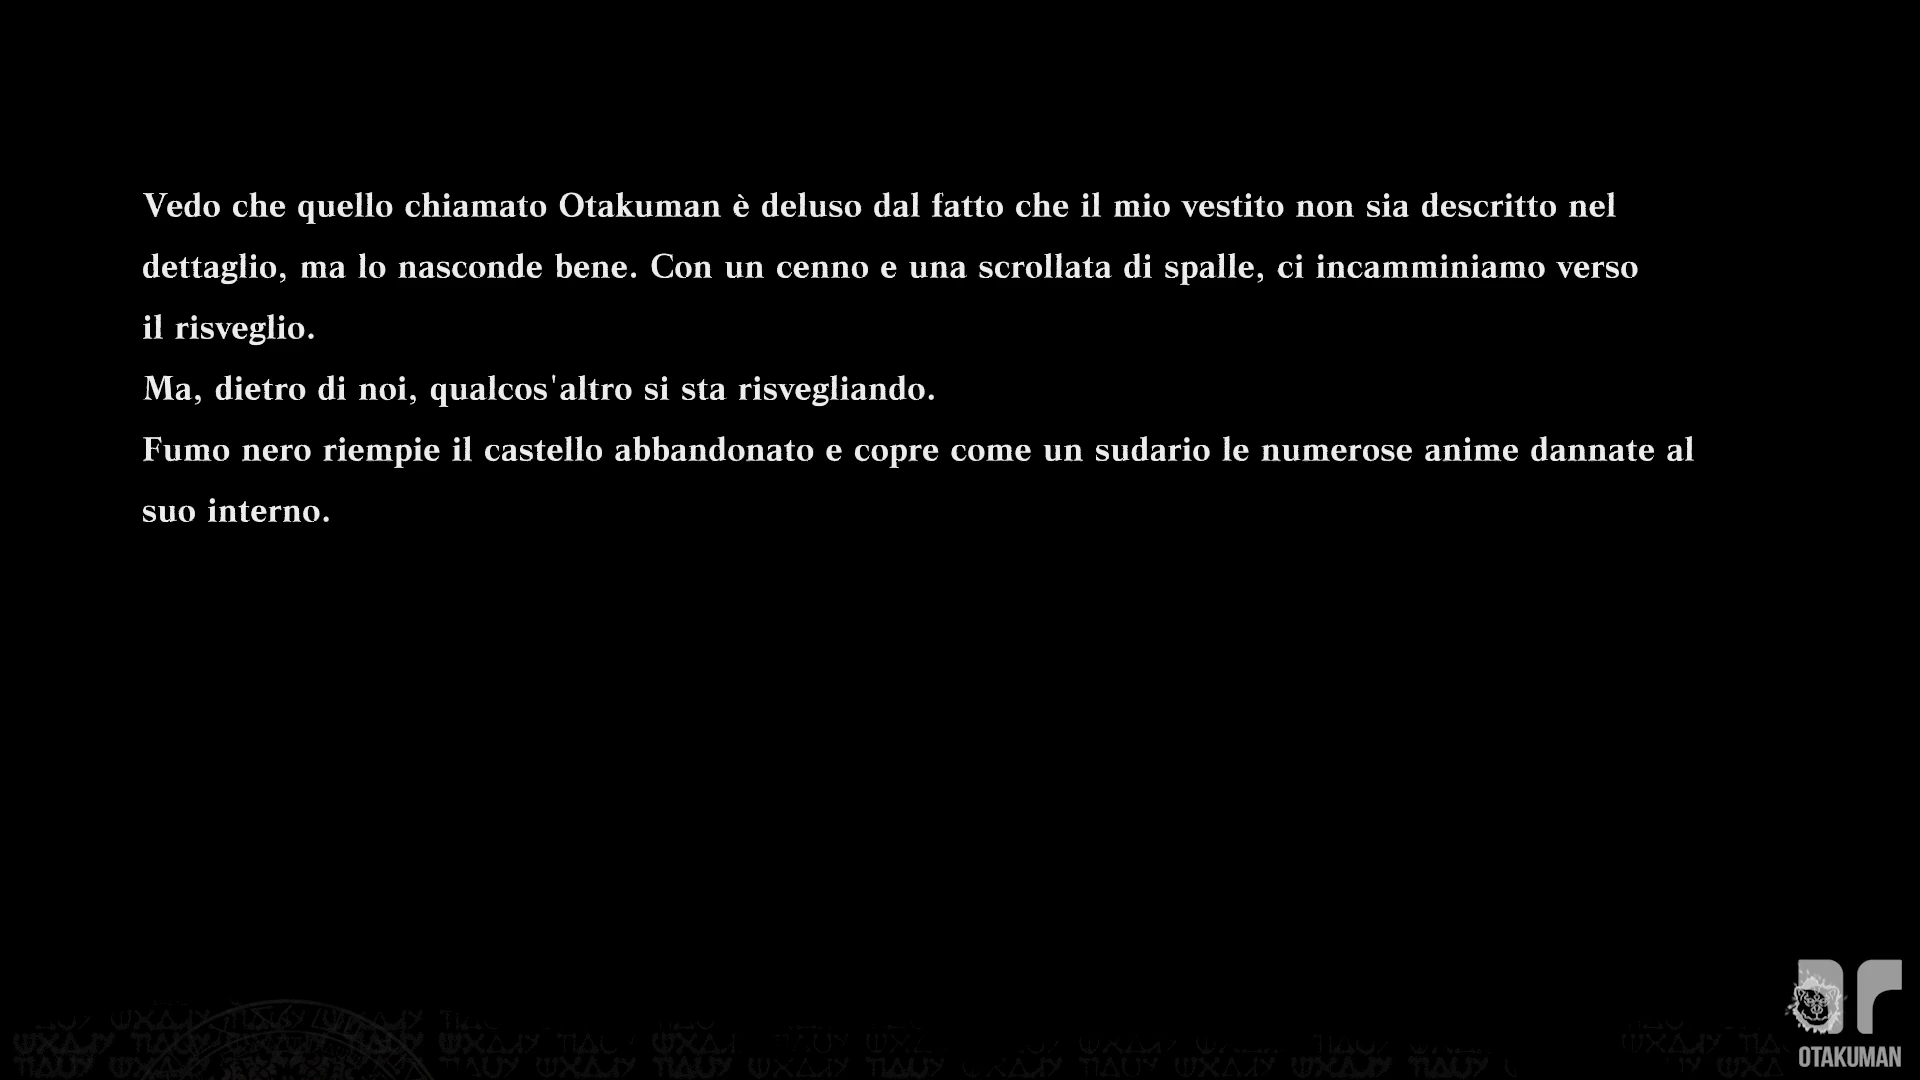 Vedo che quello chiamato Otakuman è deluso dal fatto che il mio vestito non sia descritto nel
dettaglio, ma lo nasconde bene. Con un cenno e una scrollata di spalle, ci incamminiamo verso
il risveglio.
Ma, dietro di noi, qualcos'altro si sta risvegliando.
Fumo nero riempie il castello abbandonato e copre come un sudario le numerose anime dannate al
suo interno.
OTAKUMAN